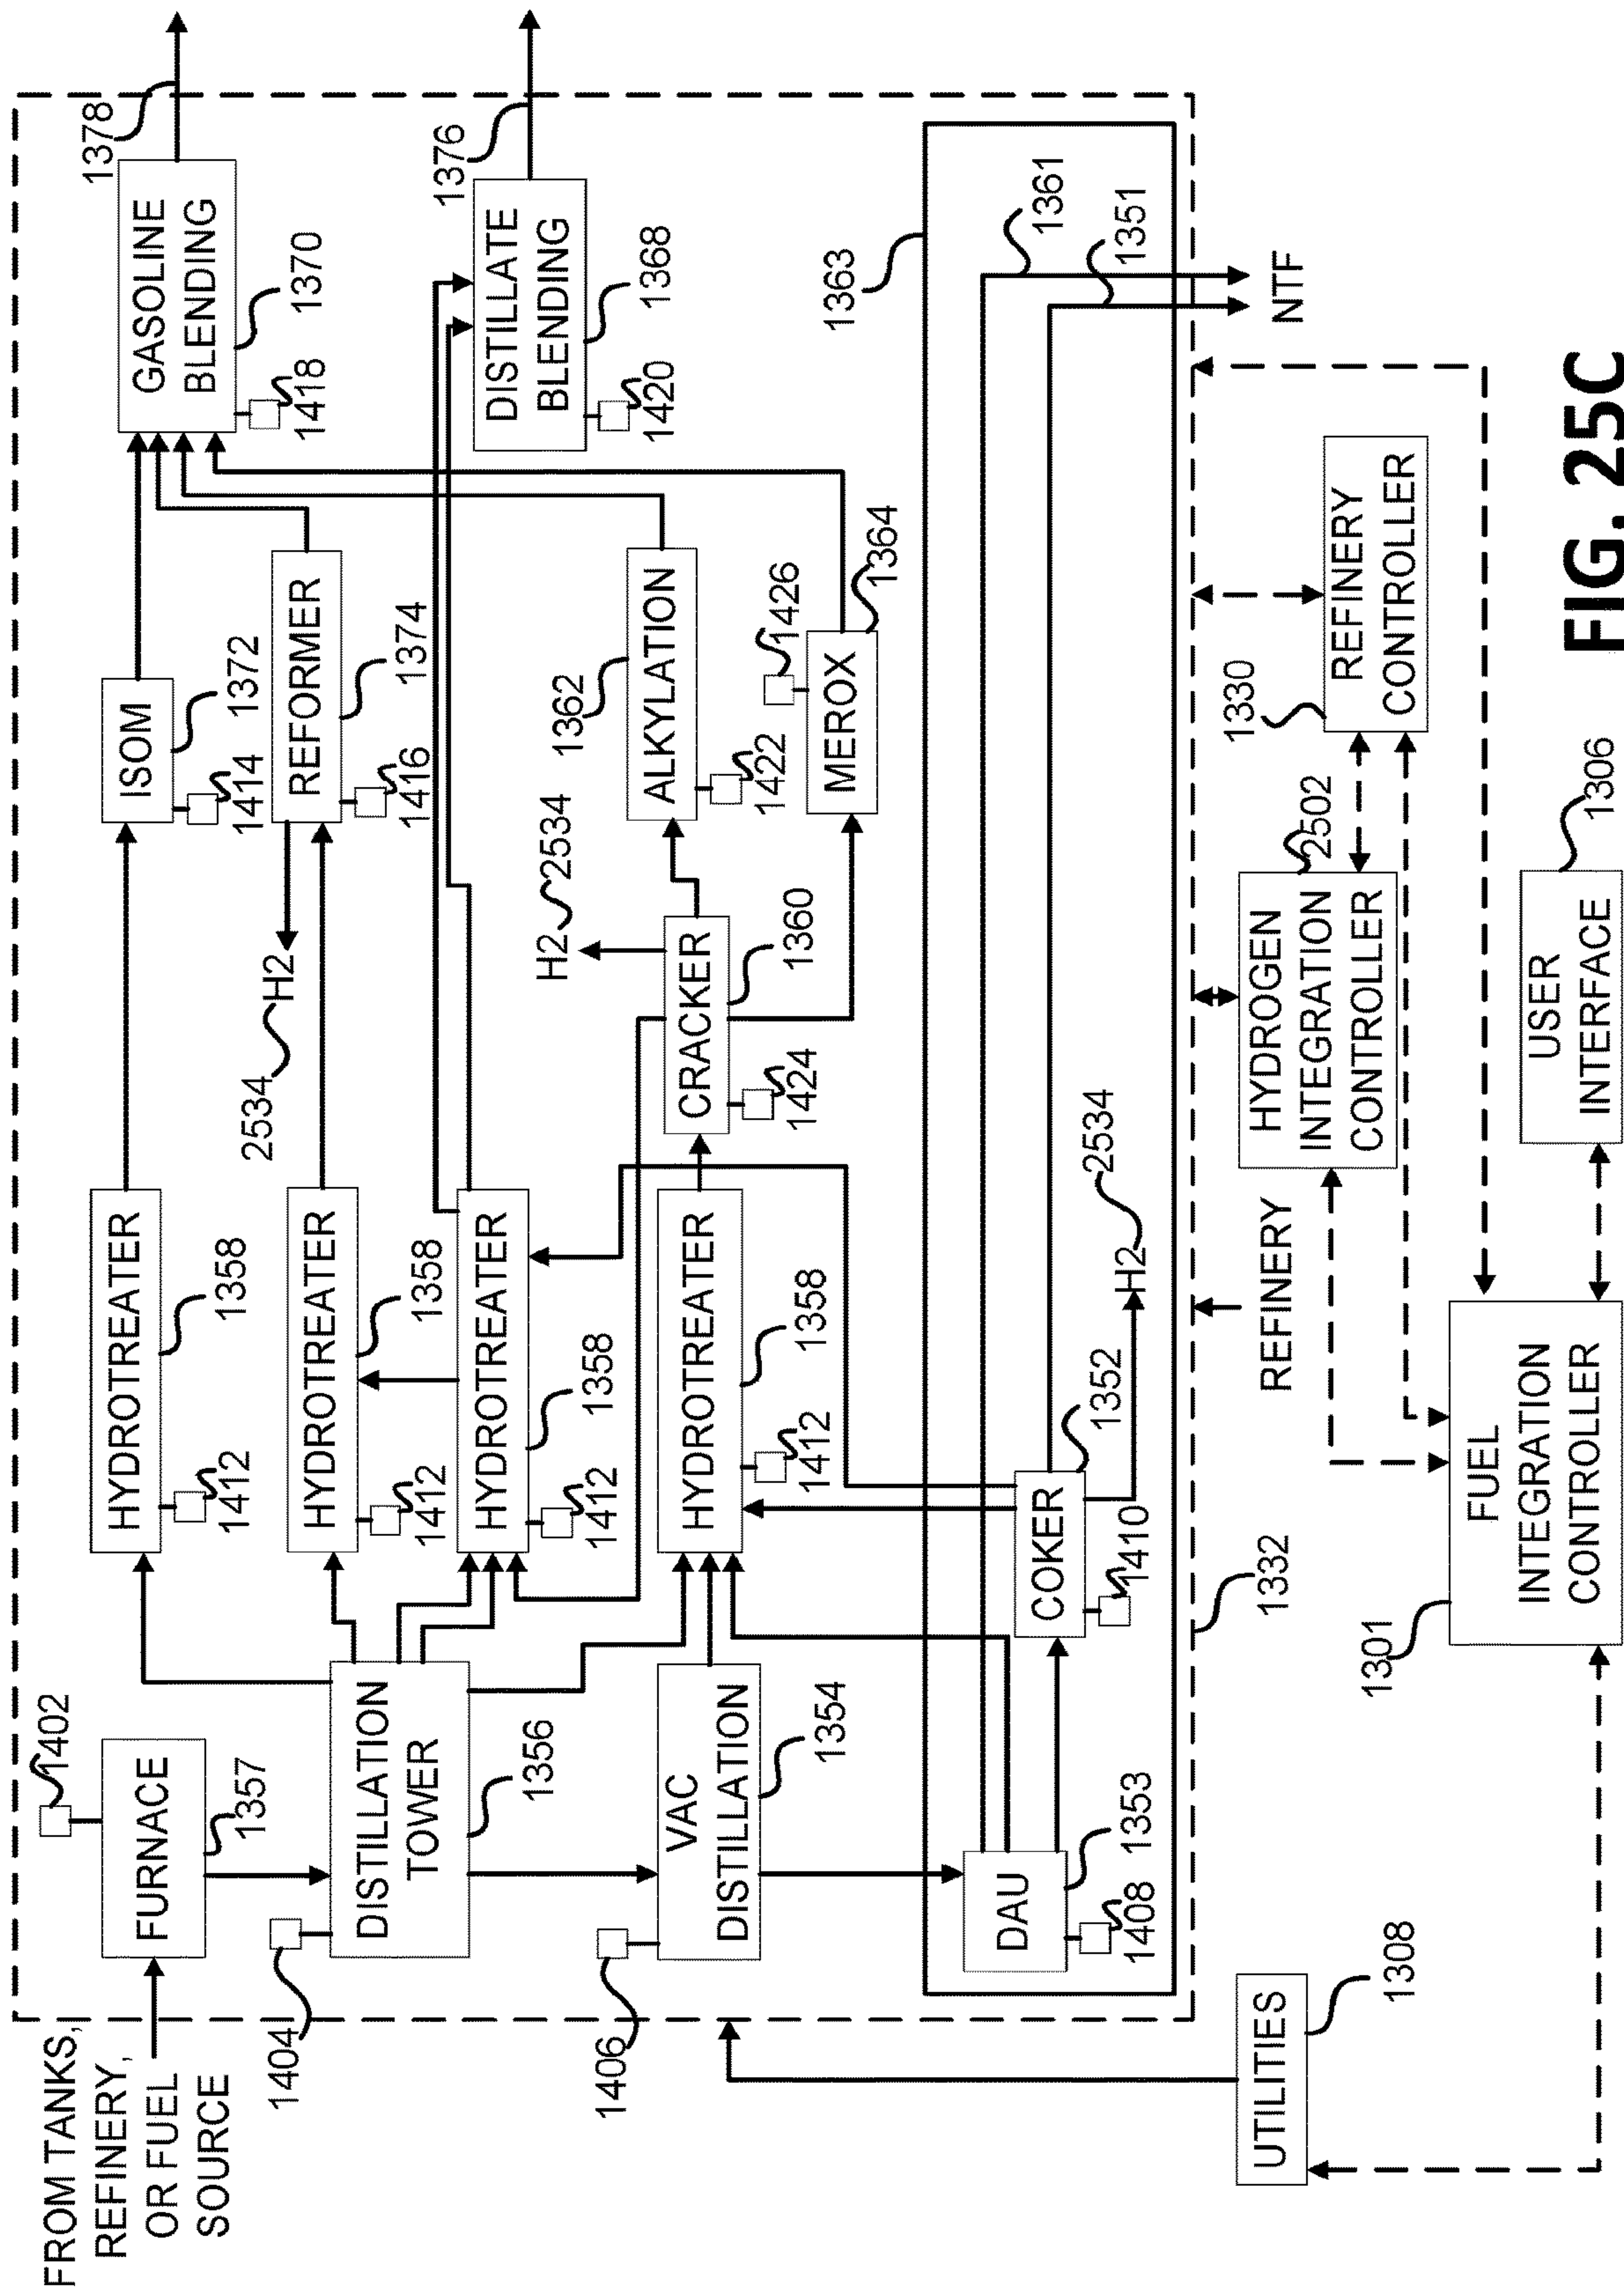 FROM TANKS,
REFINERY,
OR FUEL
SOURCE
1402
FURNACE
1357
1404
DISTILLATION
TOWER
1356
1406
VAC
DISTILLATION
1354
DAU
1353
1408
HYDROTREATER
1358
1412
HYDROTREATER
1358
1412
HYDROTREATER
1358
1412
HYDROTREATER
1358
1412
COKER
1352
1410
H2
2534
ISOM
1372
1414
REFORMER
1374
1416
H2
2534
CRACKER
1360
1424
H2
2534
ALKYLATION
1362
1422
MEROX
1364
1426
GASOLINE
BLENDING
1370
1418
1378
DISTILLATE
BLENDING
1368
1420
1376
1363
1361
1351
NTF
UTILITIES
1308
1332
REFINERY
HYDROGEN
INTEGRATION
CONTROLLER
2502
REFINERY
CONTROLLER
1330
FUEL
INTEGRATION
CONTROLLER
1301
USER
INTERFACE
1306
FIG. 25C